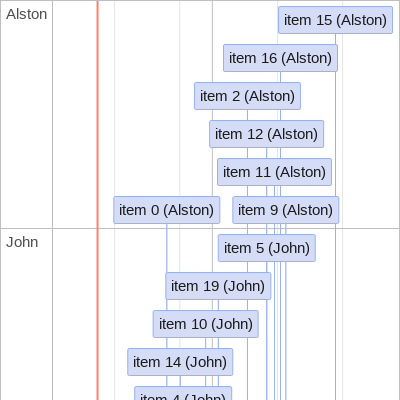 Alston
item 15 (Alston)
item 16 (Alston)
item 2 (Alston)
item 12 (Alston)
item 11 (Alston)
item 0 (Alston)
item 9 (Alston)
John
item 5 (John)
item 19 (John)
item 10 (John)
item 14 (John)
item 4 (John)